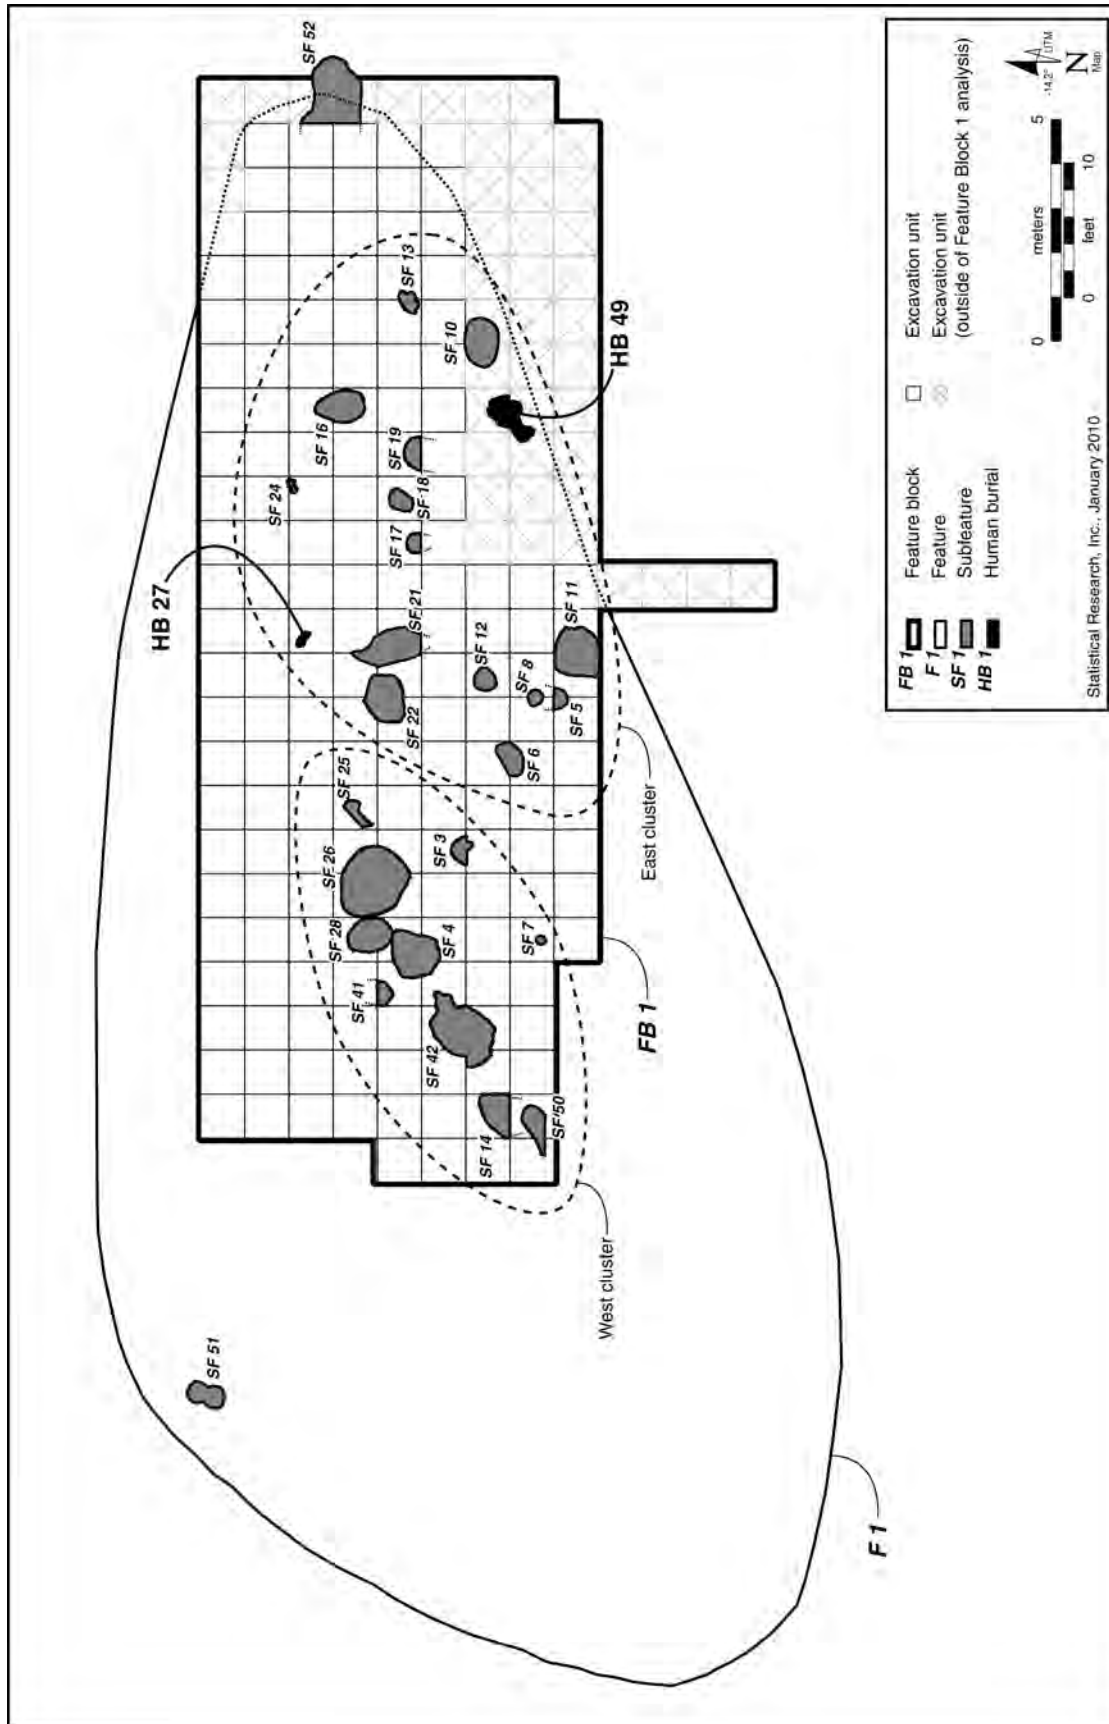 SF 52
SF 13
SF 10
HB 49
SF 16
SF 19
SF 24
SF 18
SF 17
HB 27
SF 21
SF 11
SF 12
SF 8
SF 5
SF 22
SF 6
SF 25
East cluster
SF 3
SF 26
SF 7
SF 28
SF 4
SF 41
FB 1
SF 42
SF 50
SF 14
West cluster
SF 51
F 1
FB 1 Feature block
F 1 Feature
SF 1 Subfeature
HB 1 Human burial
Excavation unit
Excavation unit
(outside of Feature Block 1 analysis)
0 meters 5
0 feet 10
-14.2°
UTM
N
Map
Statistical Research, Inc., January 2010